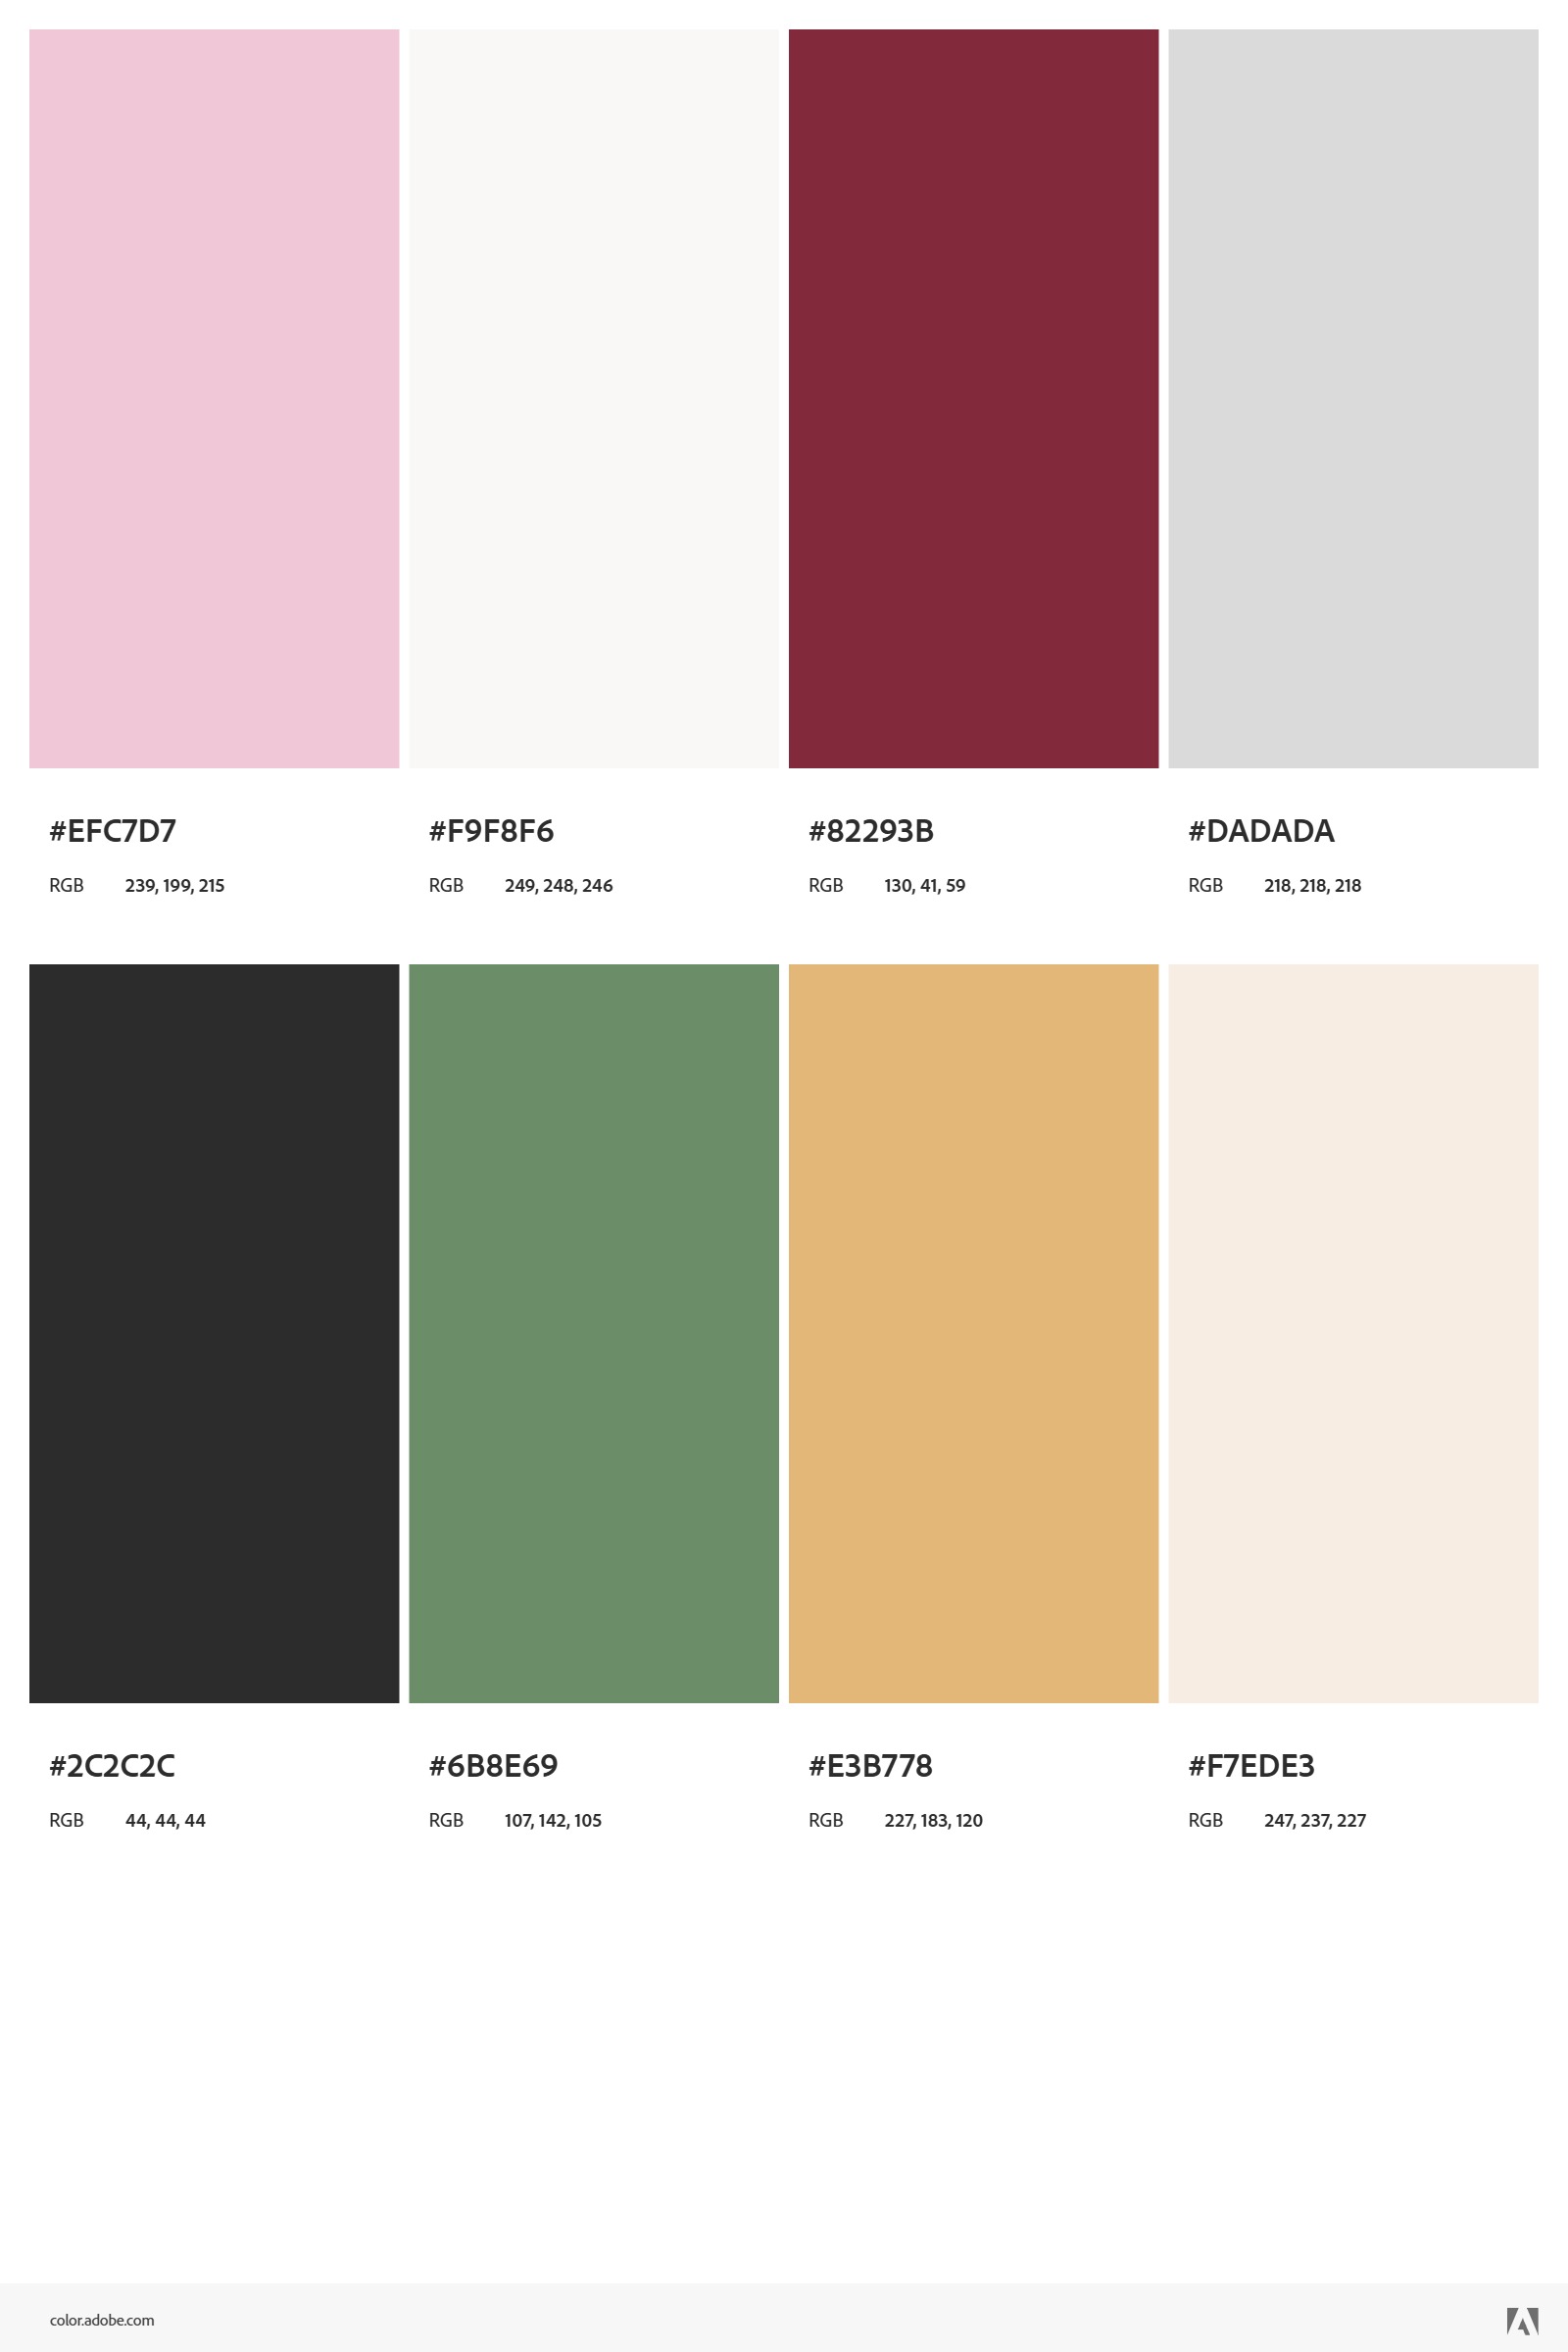 #EFC7D7 #F9F8F6 #82293B #DADADA
RGB 239, 199, 215 RGB 249, 248, 246 RGB 130, 41, 59 RGB 218, 218, 218
#2C2C2C #6B8E69 #E3B778 #F7EDE3
RGB 44, 44, 44 RGB 107, 142, 105 RGB 227, 183, 120 RGB 247, 237, 227
color.adobe.com